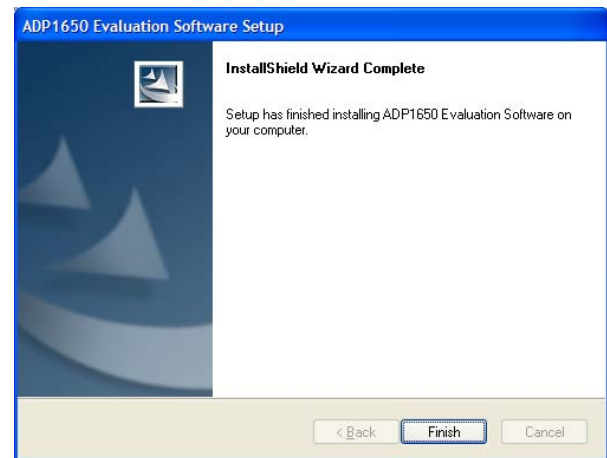 ADP1650 Evaluation Software Setup
InstallShield Wizard Complete
Setup has finished installing ADP1650 Evaluation Software on
your computer.
< Back
Finish
Cancel